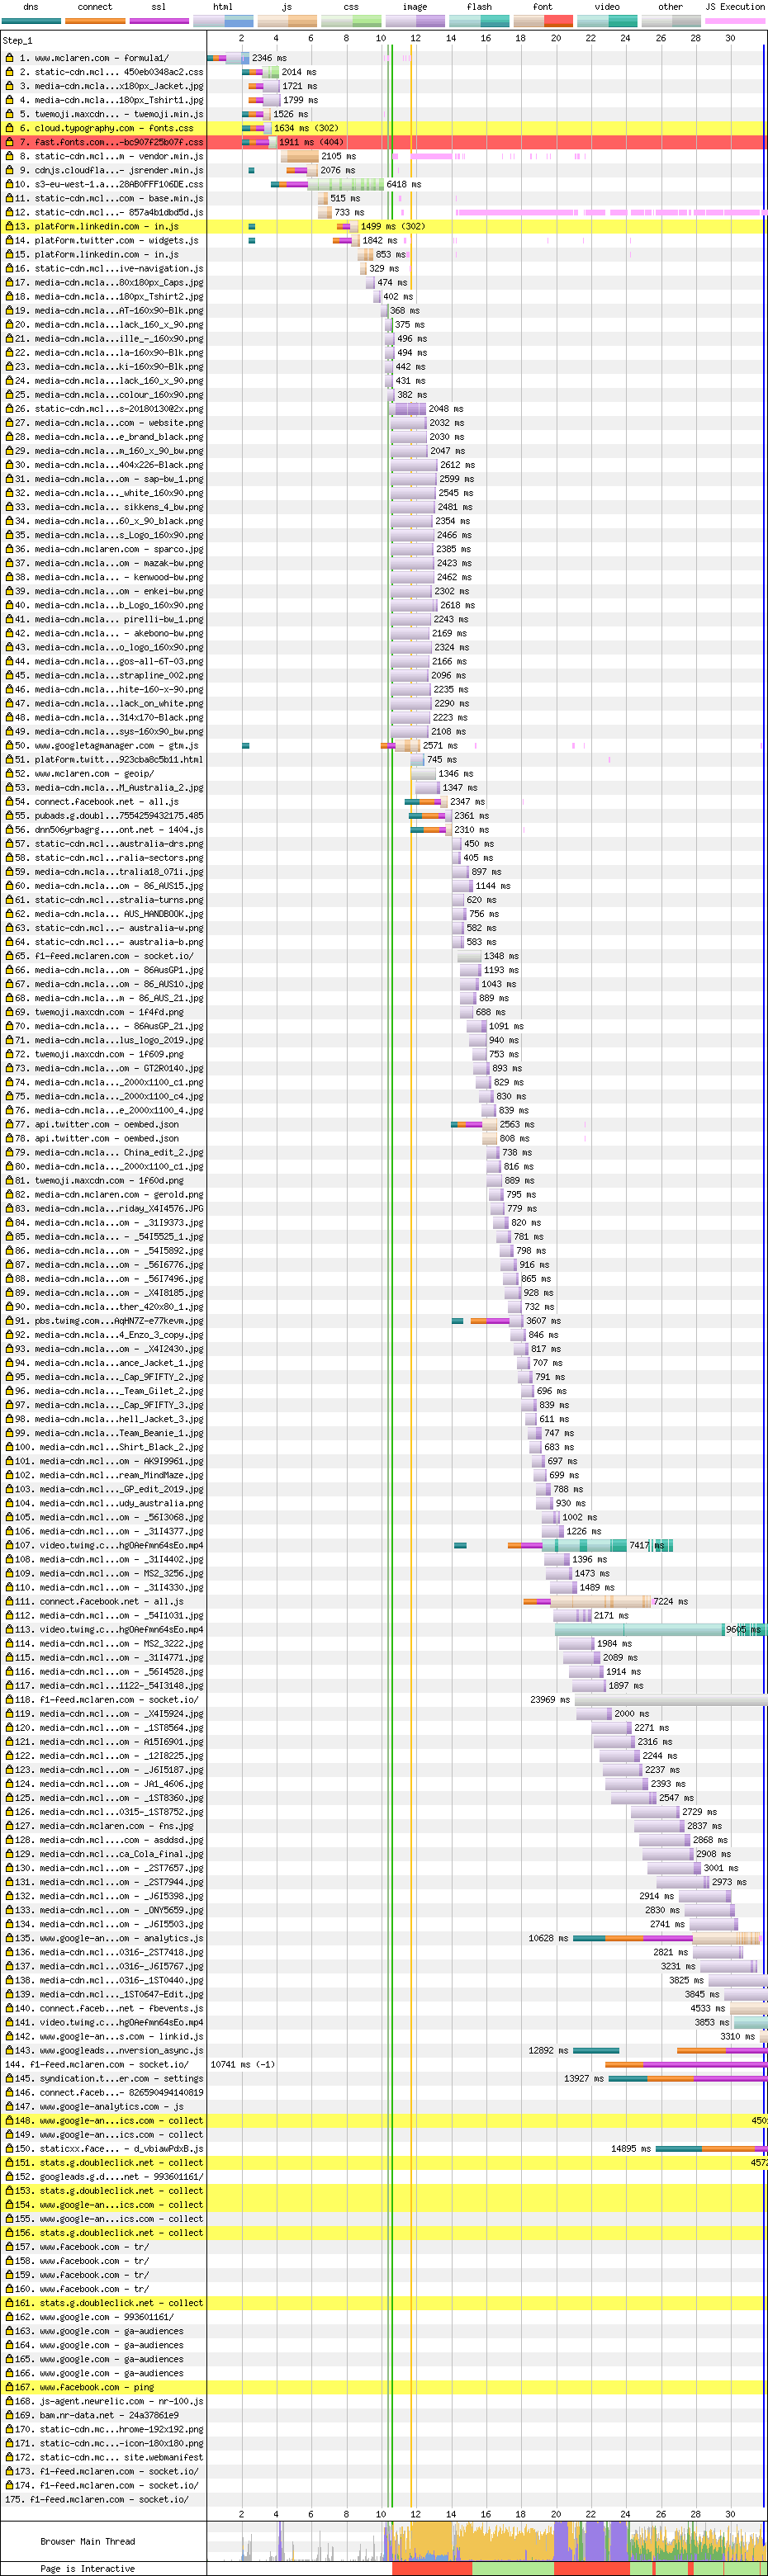 dns connect ssl html js css image flash font video other JS Execution
Step_1 2 4 6 8 10 12 14 16 18 20 22 24 26 28 30
1. www.mclaren.com - formula1/ 2346 ms
2. static-cdn.mcl... 450eb0348ac2.css 2014 ms
3. media-cdn.mcla...x180px_Jacket.jpg 1721 ms
4. media-cdn.mcla...180px_Tshirt1.jpg 1799 ms
5. twemoji.maxcdn... - twemoji.min.js 1526 ms
6. cloud.typography.com - fonts.css 1634 ms (302)
7. fast.fonts.com...-bc907f25b07f.css 1911 ms (404)
8. static-cdn.mcl...m - vendor.min.js 2105 ms
9. cdnjs.cloudfla...- jsrender.min.js 2076 ms
10. s3-eu-west-1.a...28AB0FFF106DE.css 6418 ms
11. static-cdn.mcl...com - base.min.js 515 ms
12. static-cdn.mcl... - 857a4b1dbd5d.js 733 ms
13. platform.linkedin.com - in.js 1499 ms (302)
14. platform.twitter.com - widgets.js 1842 ms
15. platform.linkedin.com - in.js 853 ms
16. static-cdn.mcl...ive-navigation.js 329 ms
17. media-cdn.mcla...80x180px_Caps.jpg 474 ms
18. media-cdn.mcla...180px_Tshirt2.jpg 402 ms
19. media-cdn.mcla...AT-160x90-Blk.png 368 ms
20. media-cdn.mcla...lack_160_x_90.png 375 ms
21. media-cdn.mcla...ille_-_160x90.png 496 ms
22. media-cdn.mcla...la-160x90-Blk.png 494 ms
23. media-cdn.mcla...ki-160x90-Blk.png 442 ms
24. media-cdn.mcla...lack_160_x_90.png 431 ms
25. media-cdn.mcla...colour_160x90.png 382 ms
26. static-cdn.mcl...s-20180130@2x.png 2048 ms
27. media-cdn.mcla...com - website.png 2032 ms
28. media-cdn.mcla...e_brand_black.png 2030 ms
29. media-cdn.mcla...m_160_x_90_bw.png 2047 ms
30. media-cdn.mcla...404x226-Black.png 2612 ms
31. media-cdn.mcla...om - sap-bw_1.png 2599 ms
32. media-cdn.mcla..._white_160x90.png 2545 ms
33. media-cdn.mcla... sikkens_4_bw.png 2481 ms
34. media-cdn.mcla...60_x_90_black.png 2354 ms
35. media-cdn.mcla...s_Logo_160x90.png 2466 ms
36. media-cdn.mclaren.com - sparco.jpg 2385 ms
37. media-cdn.mcla...om - mazak-bw.png 2423 ms
38. media-cdn.mcla... - kenwood-bw.png 2462 ms
39. media-cdn.mcla...om - enkei-bw.png 2302 ms
40. media-cdn.mcla...b_Logo_160x90.png 2618 ms
41. media-cdn.mcla... pirelli-bw_1.png 2243 ms
42. media-cdn.mcla... - akebono-bw.png 2169 ms
43. media-cdn.mcla...o_logo_160x90.png 2324 ms
44. media-cdn.mcla...gos-all-6T-03.png 2166 ms
45. media-cdn.mcla...strapline_002.png 2096 ms
46. media-cdn.mcla...hite-160-x-90.png 2235 ms
47. media-cdn.mcla...lack_on_white.png 2290 ms
48. media-cdn.mcla...314x170-Black.png 2223 ms
49. media-cdn.mcla...sys-160x90_bw.png 2108 ms
50. www.googletagmanager.com - gtm.js 2571 ms
51. platform.twitt...923cba8c5b11.html 745 ms
52. www.mclaren.com - geoip/ 1346 ms
53. media-cdn.mcla...M_Australia_2.jpg 1347 ms
54. connect.facebook.net - all.js 2347 ms
55. pubads.g.doubl...7554259432175.485 2361 ms
56. dnn506yrbagrg....ont.net - 1404.js 2310 ms
57. static-cdn.mcl...australia-drs.png 450 ms
58. static-cdn.mcl...ralia-sectors.png 405 ms
59. media-cdn.mcla...tralia18_071i.jpg 897 ms
60. media-cdn.mcla...om - 86_AUS15.jpg 1144 ms
61. static-cdn.mcl...stralia-turns.png 620 ms
62. media-cdn.mcla... AUS_HANDBOOK.jpg 756 ms
63. static-cdn.mcl...- australia-w.png 582 ms
64. static-cdn.mcl...- australia-b.png 583 ms
65. f1-feed.mclaren.com - socket.io/ 1348 ms
66. media-cdn.mcla...om - 86AusGP1.jpg 1193 ms
67. media-cdn.mcla...om - 86_AUS10.jpg 1043 ms
68. media-cdn.mcla...m - 86_AUS_21.jpg 889 ms
69. twemoji.maxcdn.com - 1f4fd.png 688 ms
70. media-cdn.mcla... - 86AusGP_21.jpg 1091 ms
71. media-cdn.mcla...lus_logo_2019.jpg 940 ms
72. twemoji.maxcdn.com - 1f609.png 753 ms
73. media-cdn.mcla...om - GT2R0140.jpg 893 ms
74. media-cdn.mcla..._2000x1100_c1.png 829 ms
75. media-cdn.mcla..._2000x1100_c4.jpg 830 ms
76. media-cdn.mcla...e_2000x1100_4.jpg 839 ms
77. api.twitter.com - oembed.json 2563 ms
78. api.twitter.com - oembed.json 808 ms
79. media-cdn.mcla... China_edit_2.jpg 738 ms
80. media-cdn.mcla..._2000x1100_c1.jpg 816 ms
81. twemoji.maxcdn.com - 1f60d.png 889 ms
82. media-cdn.mclaren.com - gerold.png 795 ms
83. media-cdn.mcla...riday_X4I4576.JPG 779 ms
84. media-cdn.mcla...om - _31I9373.jpg 820 ms
85. media-cdn.mcla... - _54I5525_1.jpg 781 ms
86. media-cdn.mcla...om - _54I5892.jpg 798 ms
87. media-cdn.mcla...om - _56I6776.jpg 916 ms
88. media-cdn.mcla...om - _56I7496.jpg 865 ms
89. media-cdn.mcla...om - _X4I8185.jpg 928 ms
90. media-cdn.mcla...ther_420x80_1.jpg 732 ms
91. pbs.twimg.com...AqHN7Z-e77kevm.jpg 3607 ms
92. media-cdn.mcla...4_Enzo_3_copy.jpg 846 ms
93. media-cdn.mcla...om - _X4I2430.jpg 817 ms
94. media-cdn.mcla...ance_Jacket_1.jpg 707 ms
95. media-cdn.mcla..._Cap_9FIFTY_2.jpg 791 ms
96. media-cdn.mcla..._Team_Gilet_2.jpg 696 ms
97. media-cdn.mcla..._Cap_9FIFTY_3.jpg 839 ms
98. media-cdn.mcla...hell_Jacket_3.jpg 611 ms
99. media-cdn.mcla...Team_Beanie_1.jpg 747 ms
100. media-cdn.mcl...Shirt_Black_2.jpg 683 ms
101. media-cdn.mcl...om - AK9I9961.jpg 697 ms
102. media-cdn.mcl...ream_MindMaze.jpg 699 ms
103. media-cdn.mcl..._GP_edit_2019.jpg 788 ms
104. media-cdn.mcl...udy_australia.png 930 ms
105. media-cdn.mcl...om - _56I3068.jpg 1002 ms
106. media-cdn.mcl...om - _31I4377.jpg 1226 ms
107. video.twimg.c...hgOAefmn64sEo.mp4 7417 ms
108. media-cdn.mcl...om - _31I4402.jpg 1396 ms
109. media-cdn.mcl...om - MS2_3256.jpg 1473 ms
110. media-cdn.mcl...om - _31I4330.jpg 1489 ms
111. connect.facebook.net - all.js 7224 ms
112. media-cdn.mcl...om - _54I1031.jpg 2171 ms
113. video.twimg.c...hgOAefmn64sEo.mp4 9605 ms
114. media-cdn.mcl...om - MS2_3222.jpg 1984 ms
115. media-cdn.mcl...om - _31I4771.jpg 2089 ms
116. media-cdn.mcl...om - _56I4528.jpg 1914 ms
117. media-cdn.mcl...1122-_54I3148.jpg 1897 ms
118. f1-feed.mclaren.com - socket.io/ 23969 ms
119. media-cdn.mcl...om - _X4I5924.jpg 2000 ms
120. media-cdn.mcl...om - _1ST8564.jpg 2271 ms
121. media-cdn.mcl...om - A15I6901.jpg 2316 ms
122. media-cdn.mcl...om - _12I8225.jpg 2244 ms
123. media-cdn.mcl...om - _J6I5187.jpg 2237 ms
124. media-cdn.mcl...om - JA1_4606.jpg 2393 ms
125. media-cdn.mcl...om - _1ST8360.jpg 2547 ms
126. media-cdn.mcl...0315-_1ST8752.jpg 2729 ms
127. media-cdn.mclaren.com - fns.jpg 2837 ms
128. media-cdn.mcl....com - asddsd.jpg 2868 ms
129. media-cdn.mcl...ca_Cola_final.jpg 2908 ms
130. media-cdn.mcl...om - _2ST7657.jpg 3001 ms
131. media-cdn.mcl...om - _2ST7944.jpg 2973 ms
132. media-cdn.mcl...om - _J6I5398.jpg 2914 ms
133. media-cdn.mcl...om - _ONY5659.jpg 2830 ms
134. media-cdn.mcl...om - _J6I5503.jpg 2741 ms
135. www.google-an...om - analytics.js 10628 ms
136. media-cdn.mcl...0316-_2ST7418.jpg 2821 ms
137. media-cdn.mcl...0316-_J6I5767.jpg 3231 ms
138. media-cdn.mcl...0316-_1ST0440.jpg 3825 ms
139. media-cdn.mcl..._1ST0647-Edit.jpg 3845 ms
140. connect.faceb...net - fbevents.js 4533 ms
141. video.twimg.c...hgOAefmn64sEo.mp4 3853 ms
142. www.google-an...s.com - linkid.js 3310 ms
143. www.googleads...nversion_async.js 12892 ms
144. f1-feed.mclaren.com - socket.io/ 10741 ms (-1)
145. syndication.t...er.com - settings 13927 ms
146. connect.faceb...- 826590494140819
147. www.google-analytics.com - js
148. www.google-an...ics.com - collect 450
149. www.google-an...ics.com - collect
150. staticxx.face... - d_vbiawPdxB.js 14895 ms
151. stats.g.doubleclick.net - collect 4572
152. googleads.g.d....net - 993601161/
153. stats.g.doubleclick.net - collect
154. www.google-an...ics.com - collect
155. www.google-an...ics.com - collect
156. stats.g.doubleclick.net - collect
157. www.facebook.com - tr/
158. www.facebook.com - tr/
159. www.facebook.com - tr/
160. www.facebook.com - tr/
161. stats.g.doubleclick.net - collect
162. www.google.com - 993601161/
163. www.google.com - ga-audiences
164. www.google.com - ga-audiences
165. www.google.com - ga-audiences
166. www.google.com - ga-audiences
167. www.facebook.com - ping
168. js-agent.newrelic.com - nr-100.js
169. bam.nr-data.net - 24a37861e9
170. static-cdn.mc...hrome-192x192.png
171. static-cdn.mc...-icon-180x180.png
172. static-cdn.mc... site.webmanifest
173. f1-feed.mclaren.com - socket.io/
174. f1-feed.mclaren.com - socket.io/
175. f1-feed.mclaren.com - socket.io/
2 4 6 8 10 12 14 16 18 20 22 24 26 28 30
Browser Main Thread
Page is Interactive